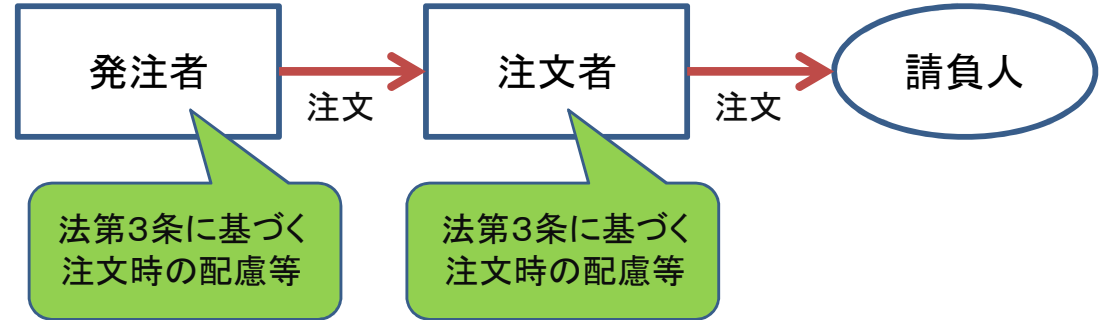 発注者
注文
注文者
注文
請負人
法第３条に基づく
注文時の配慮等
法第３条に基づく
注文時の配慮等